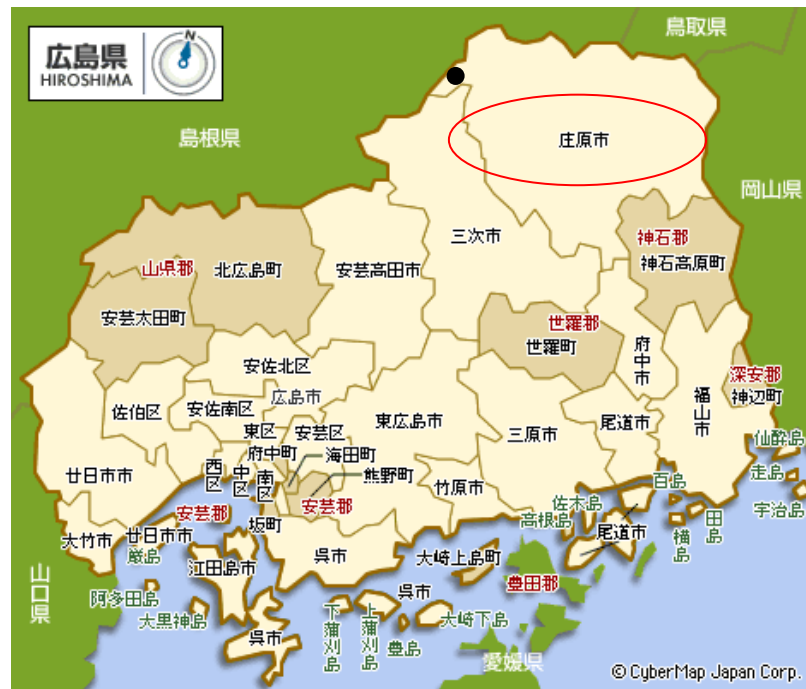 鳥取県
広島県
HIROSHIMA
N
島根県
庄原市
岡山県
三次市
神石郡
神石高原町
山県郡
北広島町
安芸高田市
安芸太田町
世羅郡
世羅町
府中市
安佐北区
深安郡
神辺町
広島市
佐伯区
安佐南区
東広島市
三原市
尾道市
福山市
東区
安芸区
仙酔島
府中町
海田町
廿日市市
西区
中区
南区
熊野町
竹原市
百島
走島
佐木島
宇治島
安芸郡
安芸郡
高根島
坂町
大竹市
廿日市市
厳島
尾道市
横島
田島
呉市
大崎上島町
江田島市
山口県
豊田郡
阿多田島
呉市
大黒神島
下蒲刈島
上蒲刈島
豊島
大崎下島
呉市
愛媛県
© CyberMap Japan Corp.